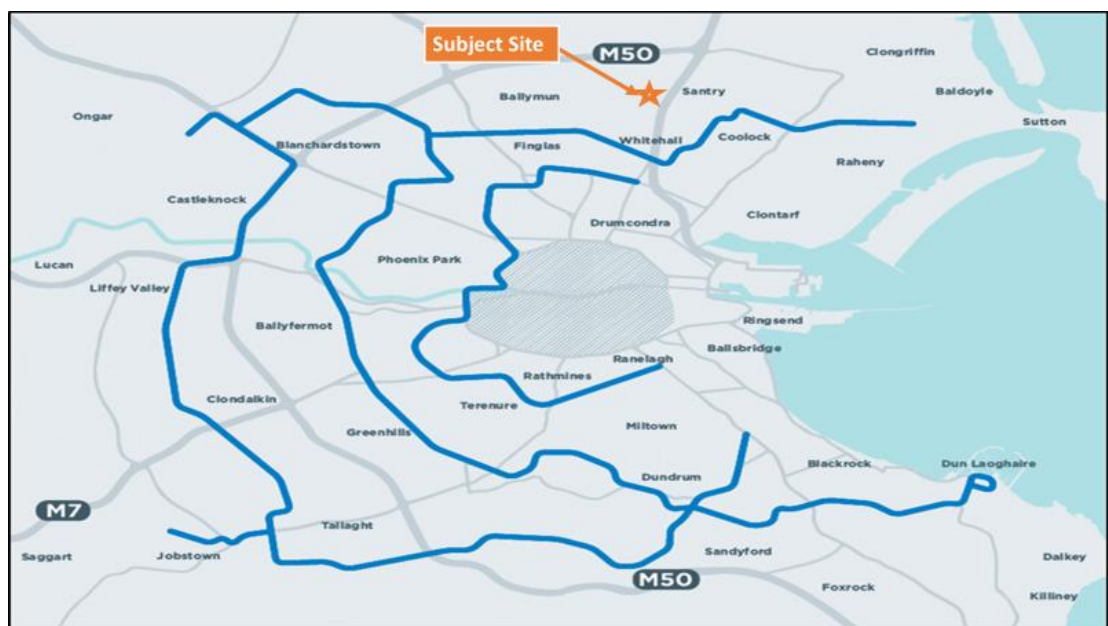 Subject Site
M50
Clongriffin
Ballymun
Santry
Baldoyle
Ongar
Sutton
Blanchardstown
Finglas
Whitehall
Coolock
Raheny
Castleknock
Drumcondra
Clontarf
Phoenix Park
Lucan
Liffey Valley
Ballyfermot
Ringsend
Ballsbridge
Ranelagh
Rathmines
Clondalkin
Terenure
Greenhills
Miltown
Blackrock
Dun Laoghaire
Dundrum
M7
Tallaght
Saggart
Jobstown
Sandyford
Dalkey
M50
Foxrock
Killiney